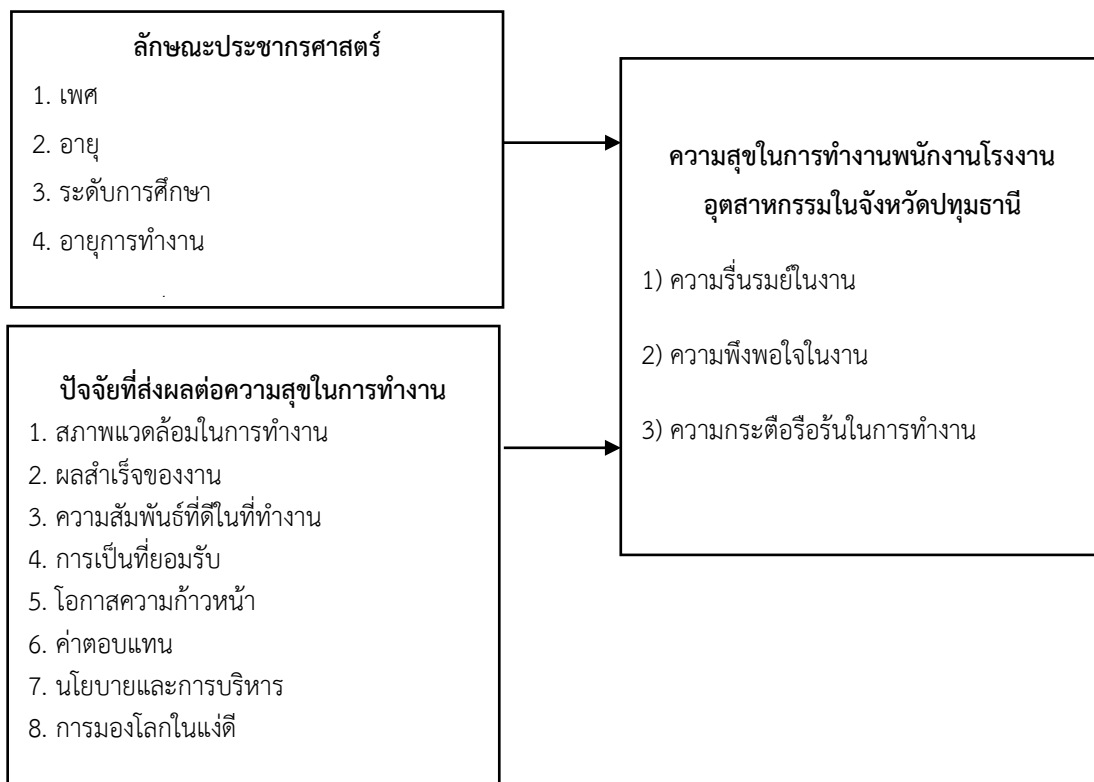 ลักษณะประชากรศาสตร์
1. เพศ
2. อายุ
3. ระดับการศึกษา
4. อายุการทำงาน
ปัจจัยที่ส่งผลต่อความสุขในการทำงาน
1. สภาพแวดล้อมในการทำงาน
2. ผลสำเร็จของงาน
3. ความสัมพันธ์ที่ดีในที่ทำงาน
4. การเป็นที่ยอมรับ
5. โอกาสความก้าวหน้า
6. ค่าตอบแทน
7. นโยบายและการบริหาร
8. การมองโลกในแง่ดี
ความสุขในการทำงานพนักงานโรงงาน
อุตสาหกรรมในจังหวัดปทุมธานี
1) ความรื่นรมย์ในงาน
2) ความพึงพอใจในงาน
3) ความกระตือรือร้นในการทำงาน